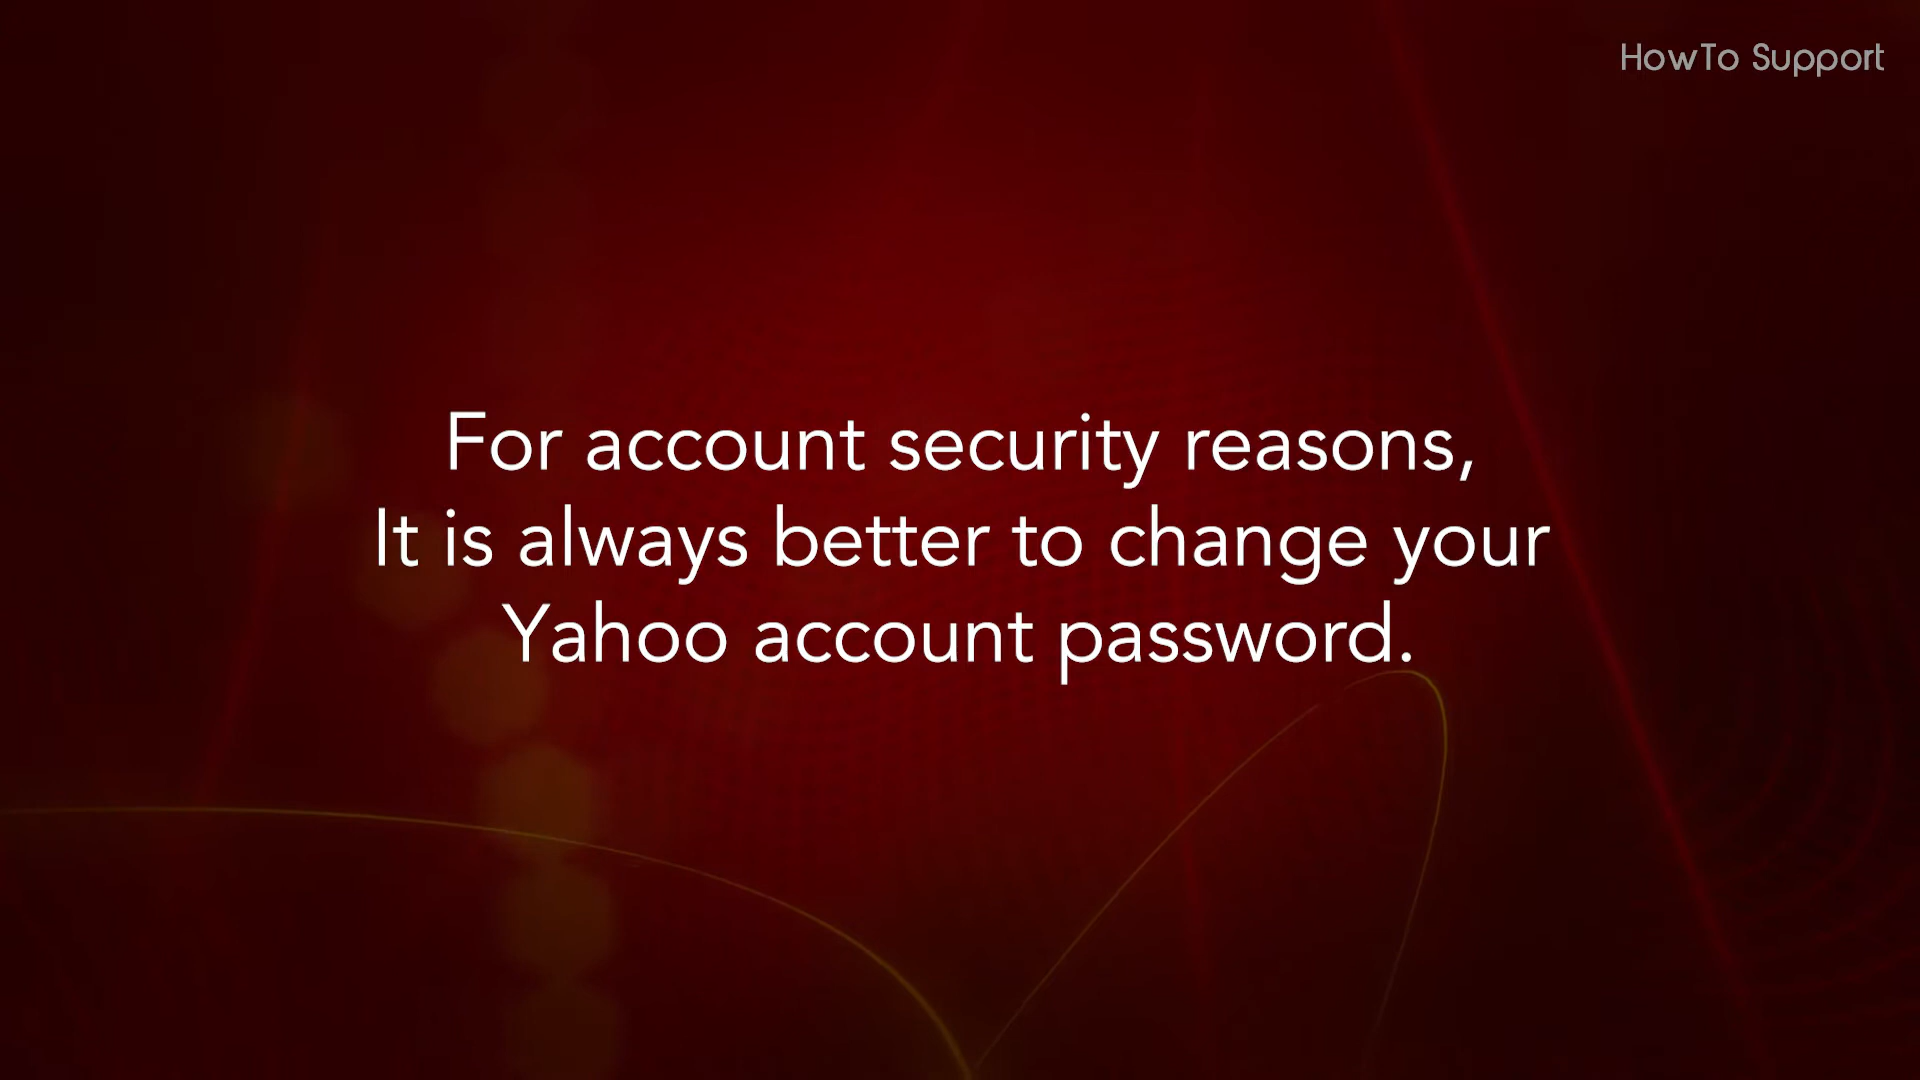 HowTo Support
For account security reasons,
It is always better to change your
Yahoo account password.